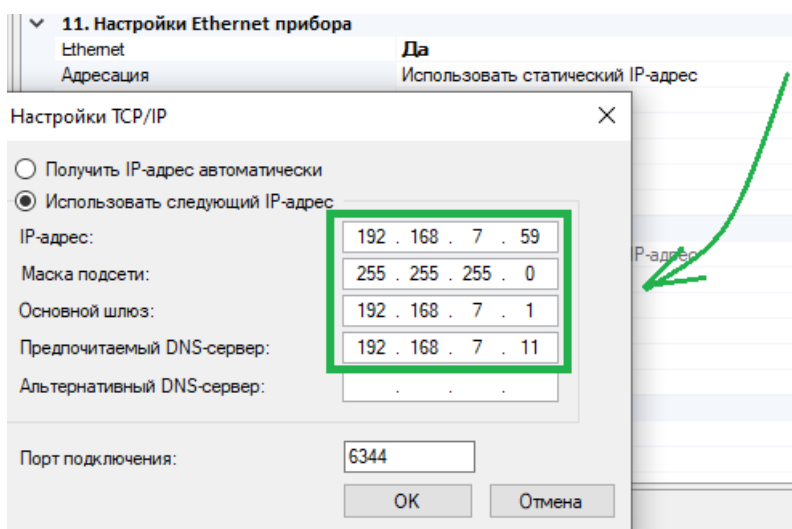 11. Настройки Ethernet прибора
Ethernet Да
Адресация Использовать статический IP-адрес
Настройки TCP/IP
Получить IP-адрес автоматически
Использовать следующий IP-адрес
IP-адрес: 192 . 168 . 7 . 59
IP-адрес
Маска подсети: 255 . 255 . 255 . 0
Основной шлюз: 192 . 168 . 7 . 1
Предпочитаемый DNS-сервер: 192 . 168 . 7 . 11
Альтернативный DNS-сервер: . . .
Порт подключения: 6344
OK Отмена